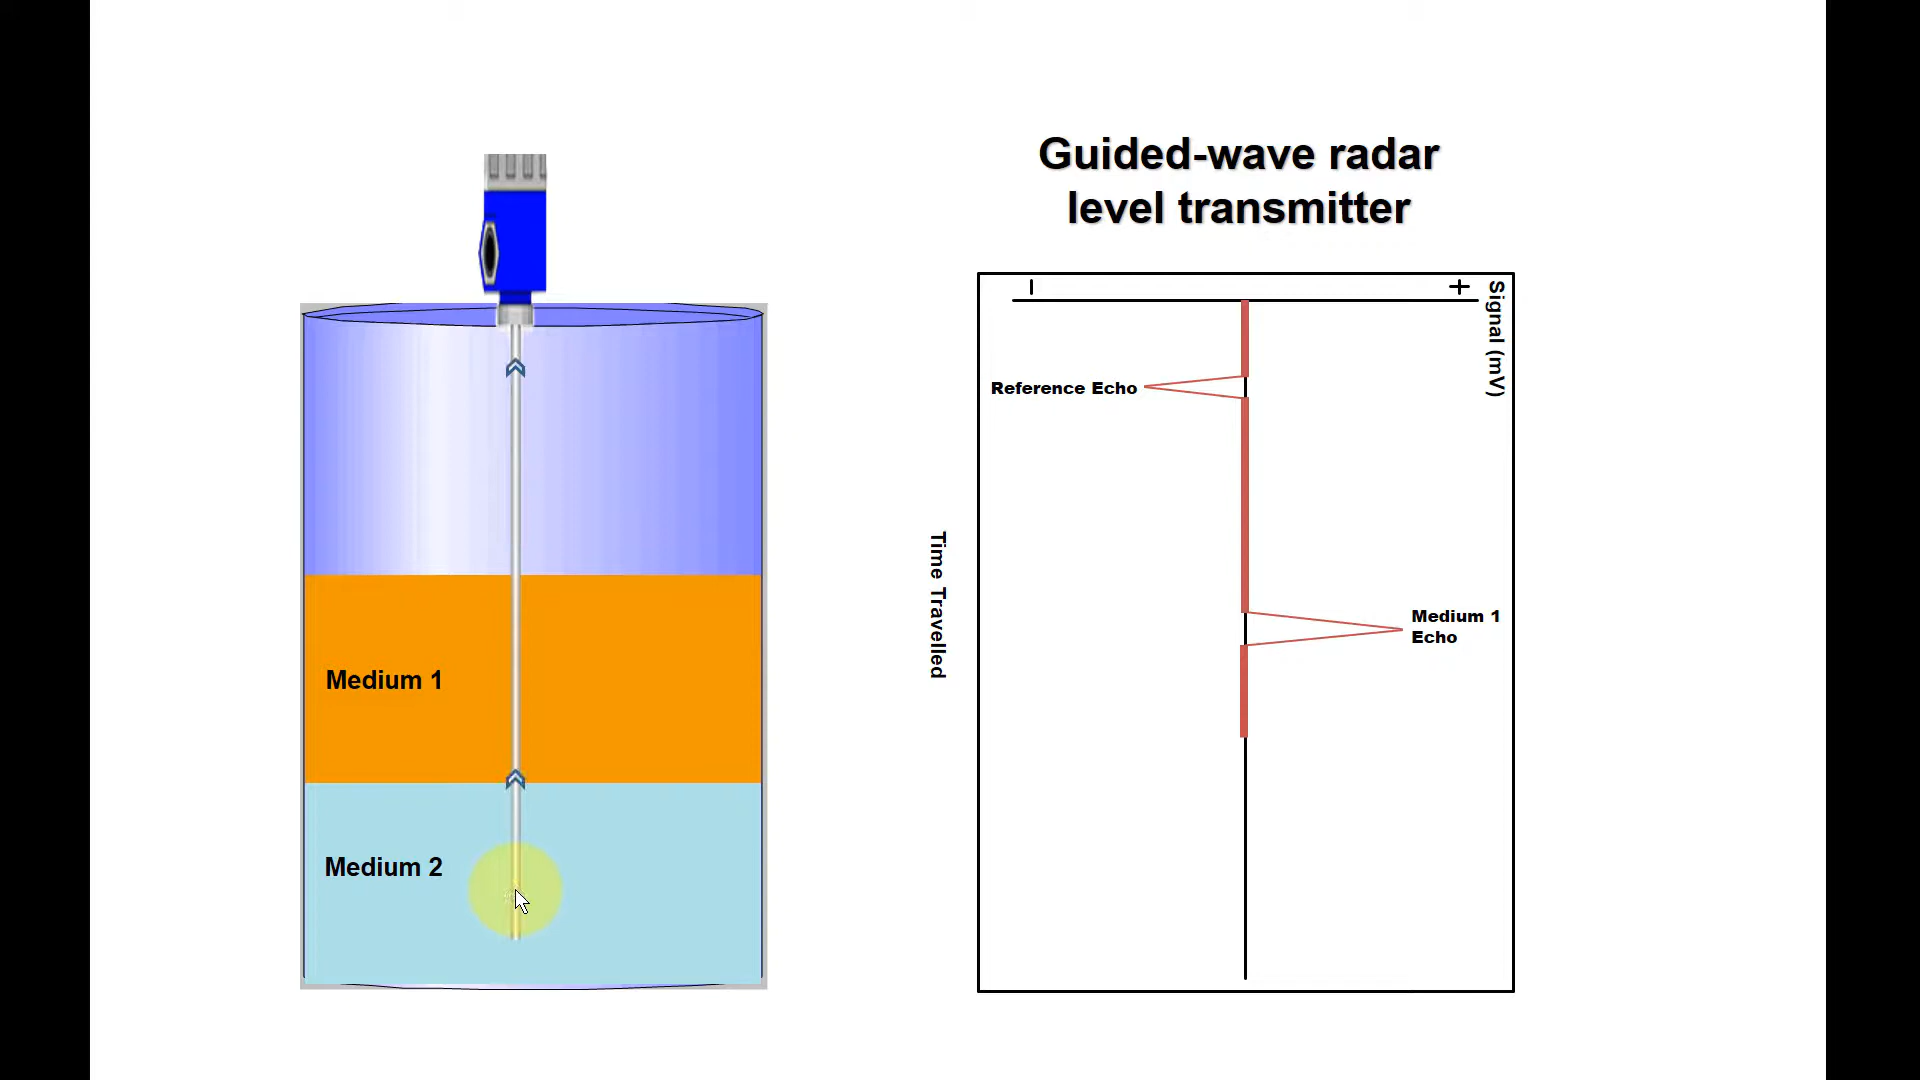 Guided-wave radar
level transmitter
−
+
Signal (mV)
Reference Echo
Time Travelled
Medium 1
Echo
Medium 1
Medium 2